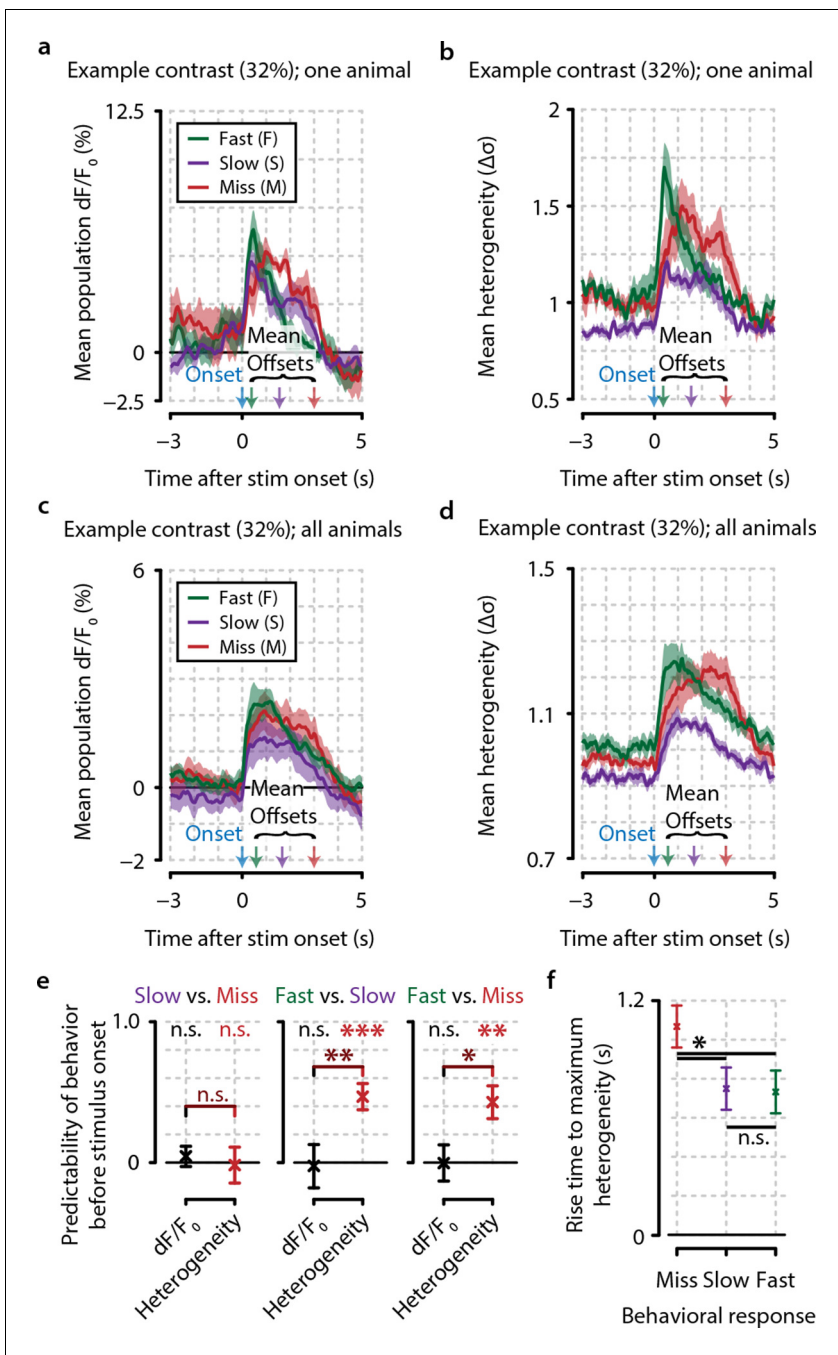 a
Example contrast (32%); one animal
12.5
0
−2.5
Mean population dF/F0 (%)
Fast (F)
Slow (S)
Miss (M)
Mean
Offsets
Onset
−3
0
5
Time after stim onset (s)
b
Example contrast (32%); one animal
2
1.5
1
0.5
Mean heterogeneity (Δσ)
Mean
Offsets
Onset
−3
0
5
Time after stim onset (s)
c
Example contrast (32%); all animals
6
0
−2
Mean population dF/F0 (%)
Fast (F)
Slow (S)
Miss (M)
Mean
Offsets
Onset
−3
0
5
Time after stim onset (s)
d
Example contrast (32%); all animals
1.5
1.1
0.7
Mean heterogeneity (Δσ)
Mean
Offsets
Onset
−3
0
5
Time after stim onset (s)
e
Slow vs. Miss
Fast vs. Slow
Fast vs. Miss
1.0
0
Predictability of behavior
before stimulus onset
n.s. n.s.
n.s.
n.s. ***
**
n.s. **
*
dF/F0
Heterogeneity
dF/F0
Heterogeneity
dF/F0
Heterogeneity
f
1.2
0
Rise time to maximum
heterogeneity (s)
*
n.s.
Miss Slow Fast
Behavioral response